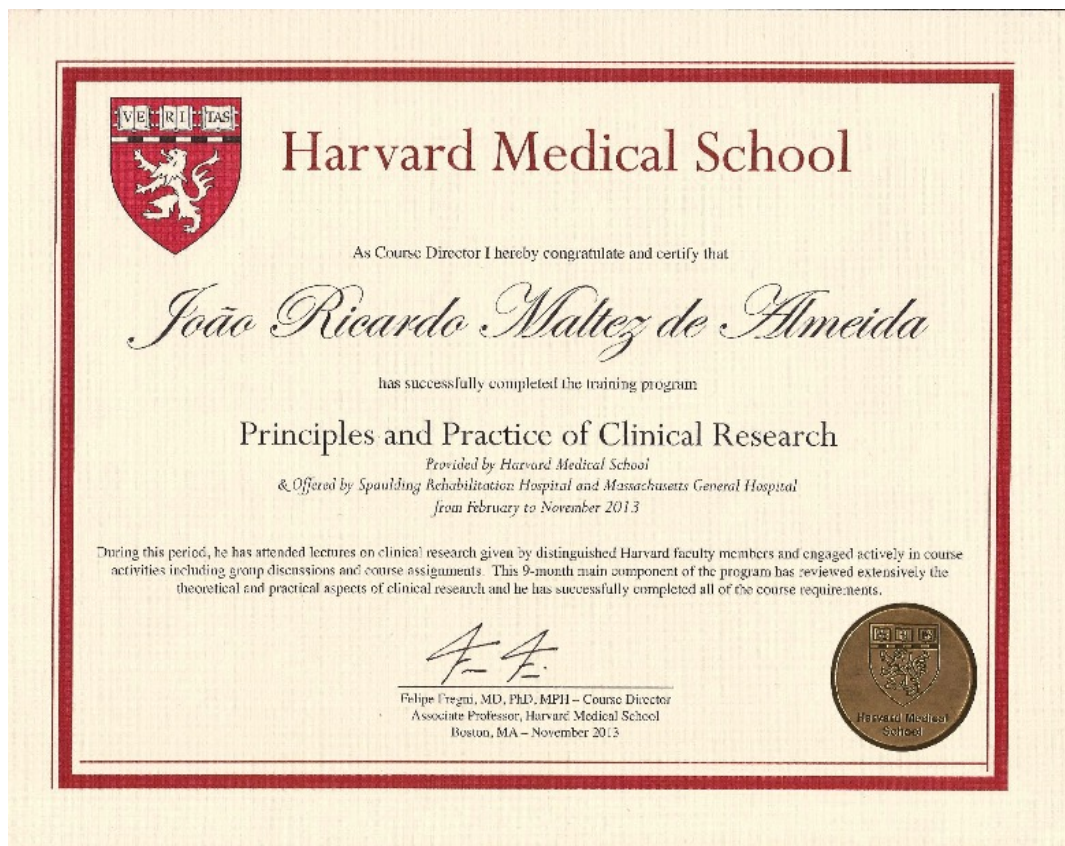 VE RI TAS
Harvard Medical School
As Course Director I hereby congratulate and certify that
João Ricardo Maltez de Almeida
has successfully completed the training program
Principles and Practice of Clinical Research
Provided by Harvard Medical School
& Offered by Spaulding Rehabilitation Hospital and Massachusetts General Hospital
from February to November 2013
During this period, he has attended lectures on clinical research given by distinguished Harvard faculty members and engaged actively in course
activities including group discussions and course assignments. This 9-month main component of the program has reviewed extensively the
theoretical and practical aspects of clinical research and he has successfully completed all of the course requirements.
Felipe Fregni, MD, PhD, MPH – Course Director
Associate Professor, Harvard Medical School
Boston, MA – November 2013
Harvard Medical
School